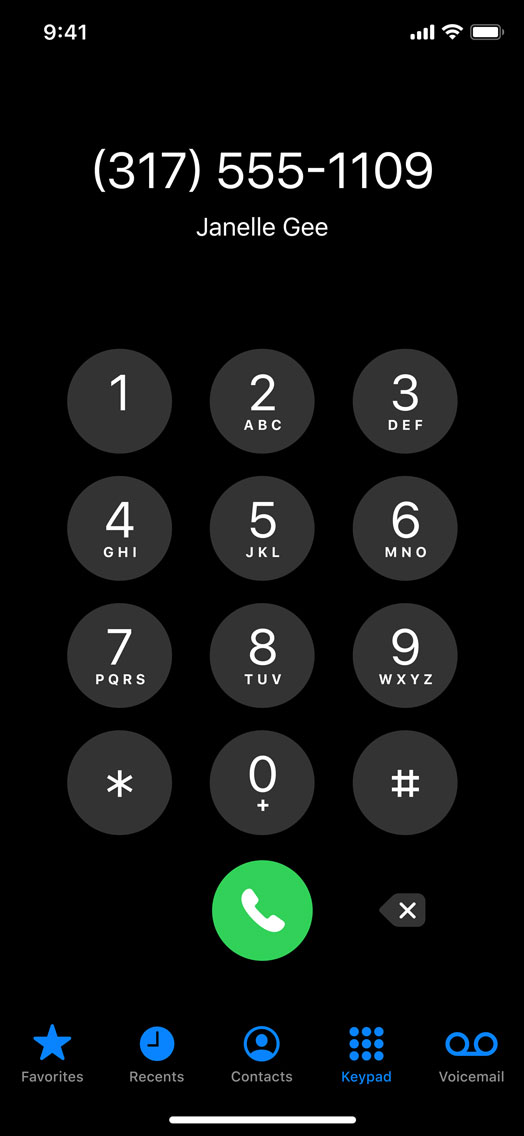 9:41
(317) 555-1109
Janelle Gee
1 2 3
ABC DEF
4 5 6
GHI JKL MNO
7 8 9
PQRS TUV WXYZ
* 0 #
+
Favorites Recents Contacts Keypad Voicemail